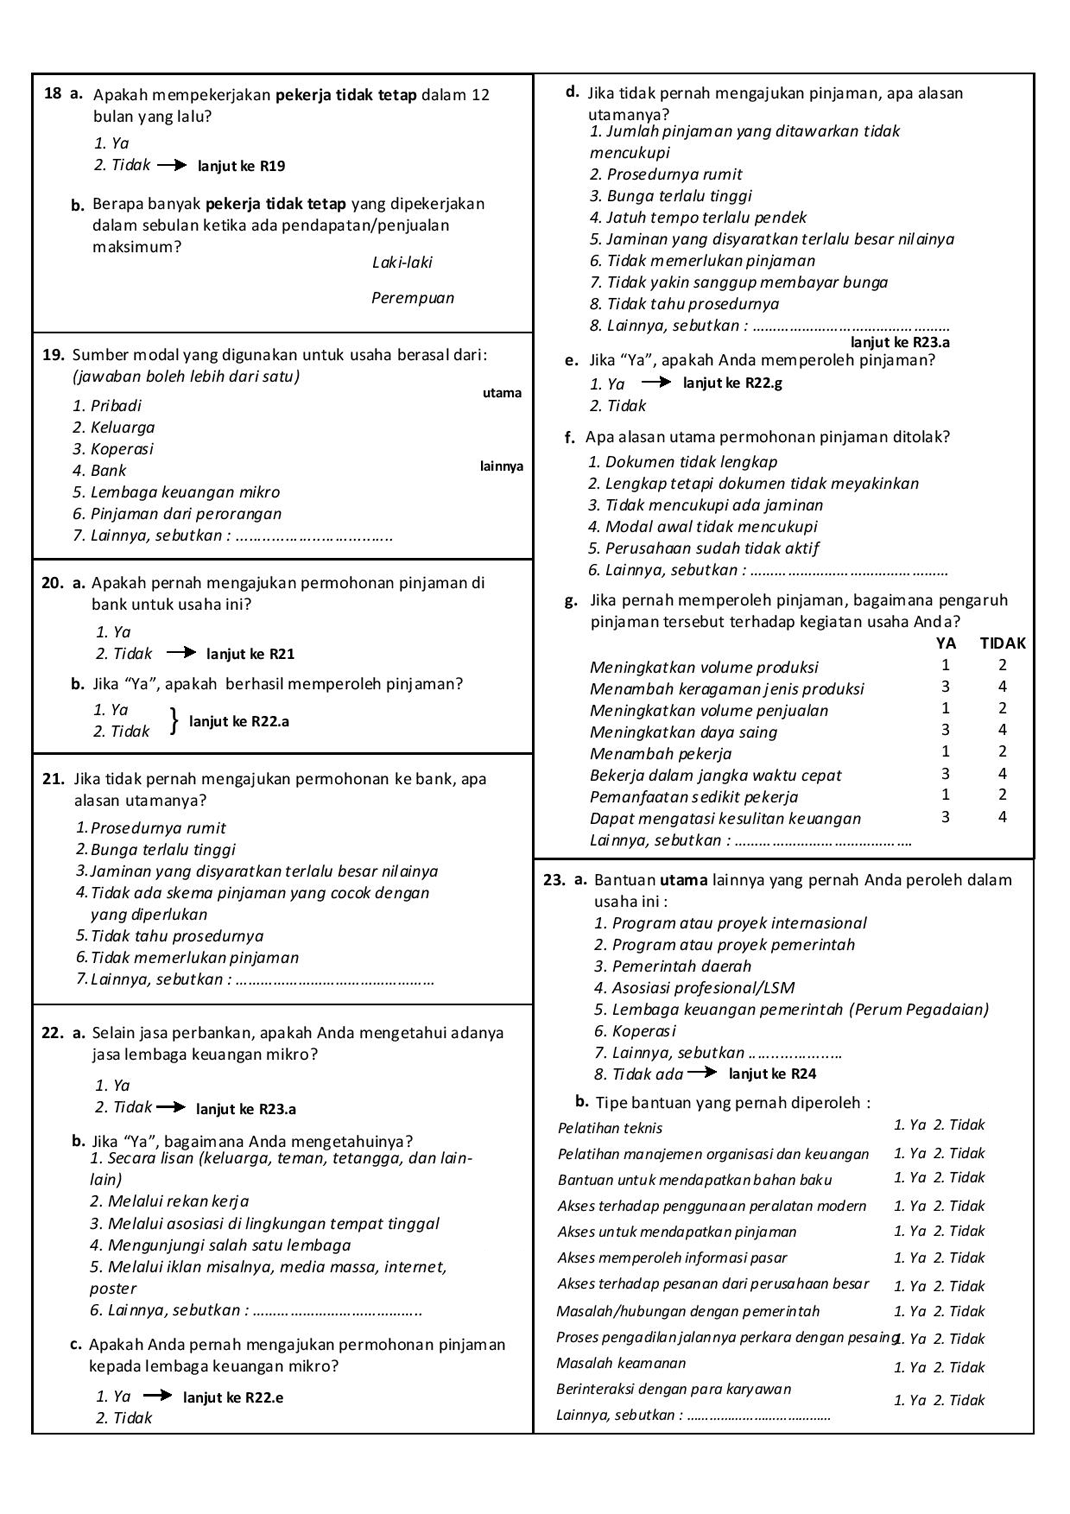 18 a. Apakah mempekerjakan pekerja tidak tetap dalam 12
bulan yang lalu?
1. Ya
2. Tidak → lanjut ke R19
b. Berapa banyak pekerja tidak tetap yang dipekerjakan
dalam sebulan ketika ada pendapatan/penjualan
maksimum?
Laki-laki
Perempuan
19. Sumber modal yang digunakan untuk usaha berasal dari:
(jawaban boleh lebih dari satu)
utama
1. Pribadi
2. Keluarga
3. Koperasi
4. Bank lainnya
5. Lembaga keuangan mikro
6. Pinjaman dari perorangan
7. Lainnya, sebutkan : ...................................
20. a. Apakah pernah mengajukan permohonan pinjaman di
bank untuk usaha ini?
1. Ya
2. Tidak → lanjut ke R21
b. Jika “Ya”, apakah berhasil memperoleh pinjaman?
1. Ya
2. Tidak } lanjut ke R22.a
21. Jika tidak pernah mengajukan permohonan ke bank, apa
alasan utamanya?
1. Prosedurnya rumit
2. Bunga terlalu tinggi
3. Jaminan yang disyaratkan terlalu besar nilainya
4. Tidak ada skema pinjaman yang cocok dengan
yang diperlukan
5. Tidak tahu prosedurnya
6. Tidak memerlukan pinjaman
7. Lainnya, sebutkan : ............................................
22. a. Selain jasa perbankan, apakah Anda mengetahui adanya
jasa lembaga keuangan mikro?
1. Ya
2. Tidak → lanjut ke R23.a
b. Jika “Ya”, bagaimana Anda mengetahuinya?
1. Secara lisan (keluarga, teman, tetangga, dan lain-
lain)
2. Melalui rekan kerja
3. Melalui asosiasi di lingkungan tempat tinggal
4. Mengunjungi salah satu lembaga
5. Melalui iklan misalnya, media massa, internet,
poster
6. Lainnya, sebutkan : ......................................
c. Apakah Anda pernah mengajukan permohonan pinjaman
kepada lembaga keuangan mikro?
1. Ya → lanjut ke R22.e
2. Tidak
d. Jika tidak pernah mengajukan pinjaman, apa alasan
utamanya?
1. Jumlah pinjaman yang ditawarkan tidak
mencukupi
2. Prosedurnya rumit
3. Bunga terlalu tinggi
4. Jatuh tempo terlalu pendek
5. Jaminan yang disyaratkan terlalu besar nilainya
6. Tidak memerlukan pinjaman
7. Tidak yakin sanggup membayar bunga
8. Tidak tahu prosedurnya
8. Lainnya, sebutkan : ............................................
lanjut ke R23.a
e. Jika “Ya”, apakah Anda memperoleh pinjaman?
1. Ya → lanjut ke R22.g
2. Tidak
f. Apa alasan utama permohonan pinjaman ditolak?
1. Dokumen tidak lengkap
2. Lengkap tetapi dokumen tidak meyakinkan
3. Tidak mencukupi ada jaminan
4. Modal awal tidak mencukupi
5. Perusahaan sudah tidak aktif
6. Lainnya, sebutkan : ............................................
g. Jika pernah memperoleh pinjaman, bagaimana pengaruh
pinjaman tersebut terhadap kegiatan usaha Anda?
YA TIDAK
Meningkatkan volume produksi 1 2
Menambah keragaman jenis produksi 3 4
Meningkatkan volume penjualan 1 2
Meningkatkan daya saing 3 4
Menambah pekerja 1 2
Bekerja dalam jangka waktu cepat 3 4
Pemanfaatan sedikit pekerja 1 2
Dapat mengatasi kesulitan keuangan 3 4
Lainnya, sebutkan : .......................................
23. a. Bantuan utama lainnya yang pernah Anda peroleh dalam
usaha ini :
1. Program atau proyek internasional
2. Program atau proyek pemerintah
3. Pemerintah daerah
4. Asosiasi profesional/LSM
5. Lembaga keuangan pemerintah (Perum Pegadaian)
6. Koperasi
7. Lainnya, sebutkan .....................
8. Tidak ada → lanjut ke R24
b. Tipe bantuan yang pernah diperoleh :
Pelatihan teknis 1. Ya 2. Tidak
Pelatihan manajemen organisasi dan keuangan 1. Ya 2. Tidak
Bantuan untuk mendapatkan bahan baku 1. Ya 2. Tidak
Akses terhadap penggunaan peralatan modern 1. Ya 2. Tidak
Akses untuk mendapatkan pinjaman 1. Ya 2. Tidak
Akses memperoleh informasi pasar 1. Ya 2. Tidak
Akses terhadap pesanan dari perusahaan besar 1. Ya 2. Tidak
Masalah/hubungan dengan pemerintah 1. Ya 2. Tidak
Proses pengadilan jalannya perkara dengan pesaing 1. Ya 2. Tidak
Masalah keamanan 1. Ya 2. Tidak
Berinteraksi dengan para karyawan 1. Ya 2. Tidak
Lainnya, sebutkan : .....................................